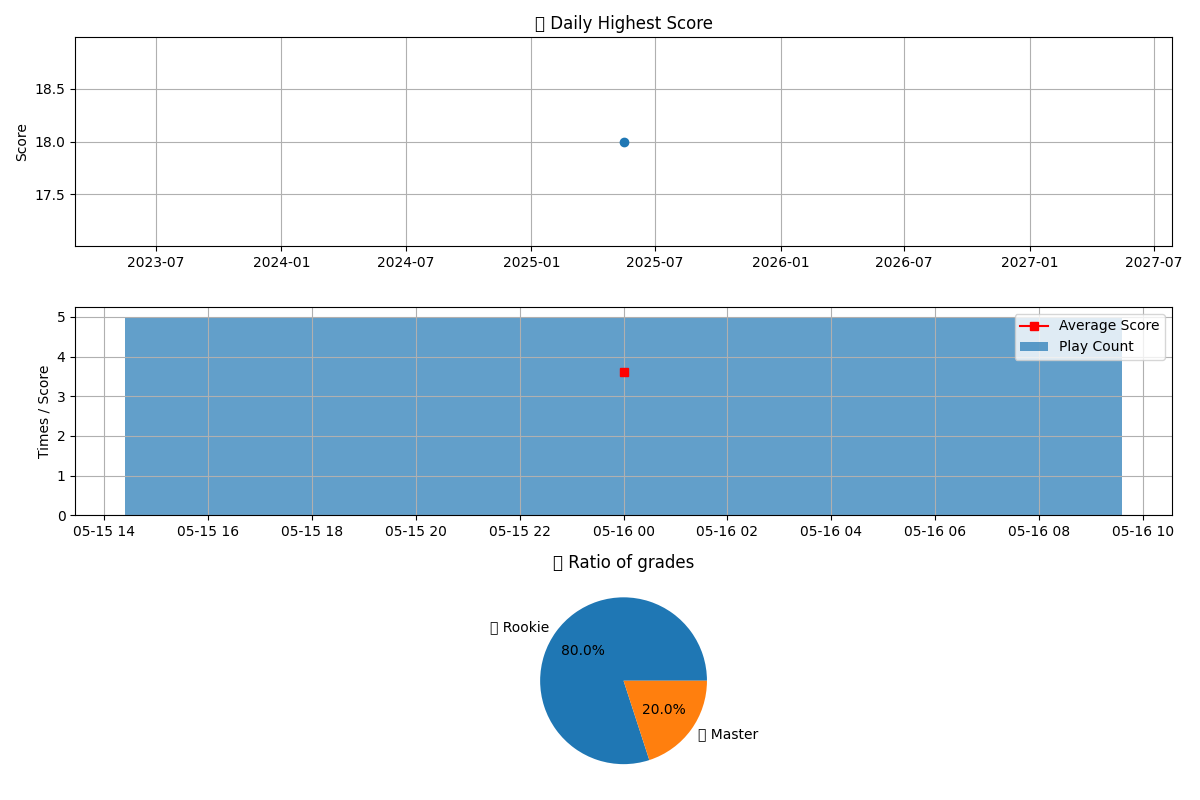 ▯ Daily Highest Score
18.5
18.0
17.5
Score
2023-07 2024-01 2024-07 2025-01 2025-07 2026-01 2026-07 2027-01 2027-07
5
4
3
2
1
0
Times / Score
Average Score
Play Count
05-15 14 05-15 16 05-15 18 05-15 20 05-15 22 05-16 00 05-16 02 05-16 04 05-16 06 05-16 08 05-16 10
▯ Ratio of grades
▯ Rookie
80.0%
20.0%
▯ Master